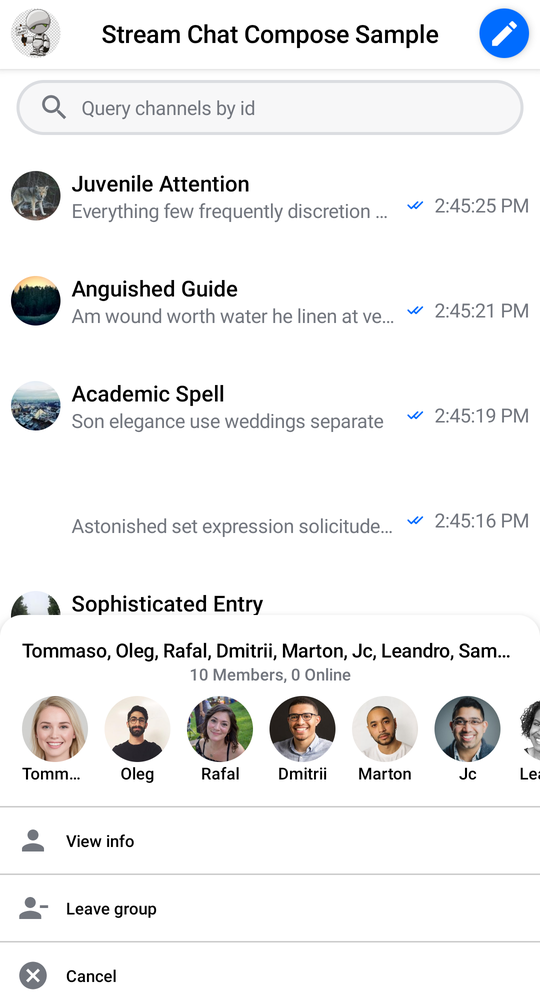 Stream Chat Compose Sample
Query channels by id
Juvenile Attention
Everything few frequently discretion ...
2:45:25 PM
Anguished Guide
Am wound worth water he linen at ve...
2:45:21 PM
Academic Spell
Son elegance use weddings separate
2:45:19 PM
Astonished set expression solicitude...
2:45:16 PM
Sophisticated Entry
Tommaso, Oleg, Rafal, Dmitrii, Marton, Jc, Leandro, Sam...
10 Members, 0 Online
Tomm... Oleg Rafal Dmitrii Marton Jc Lea
View info
Leave group
Cancel